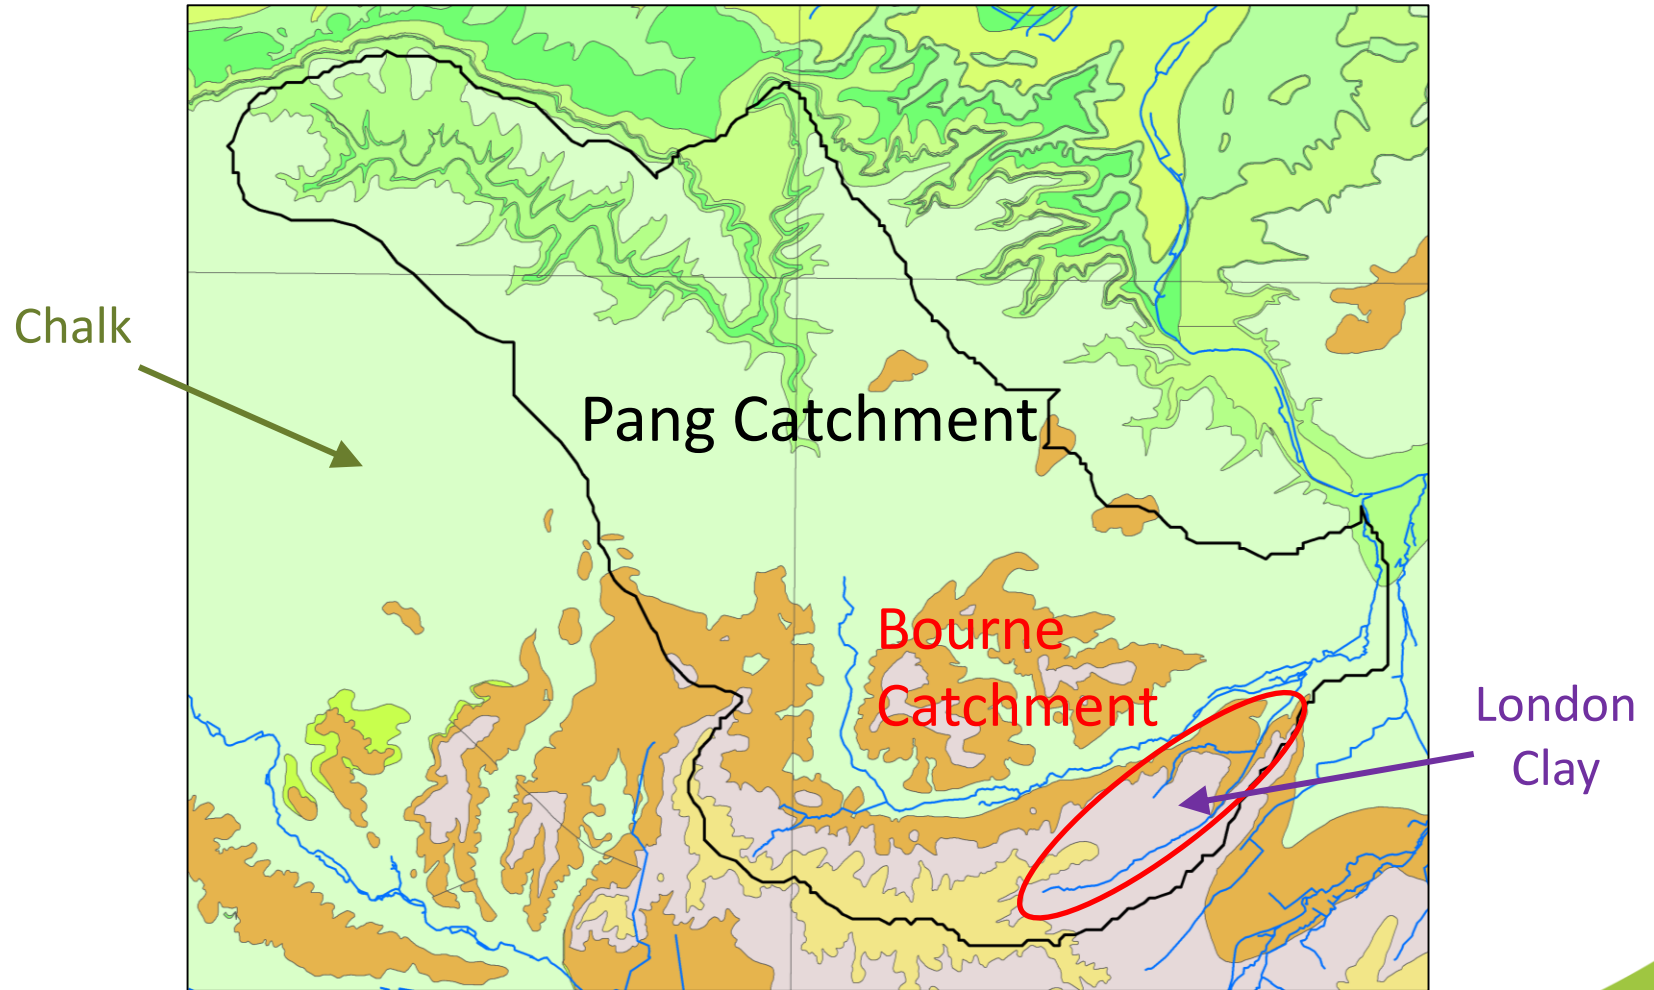 Chalk
Pang Catchment
Bourne
Catchment
London
Clay